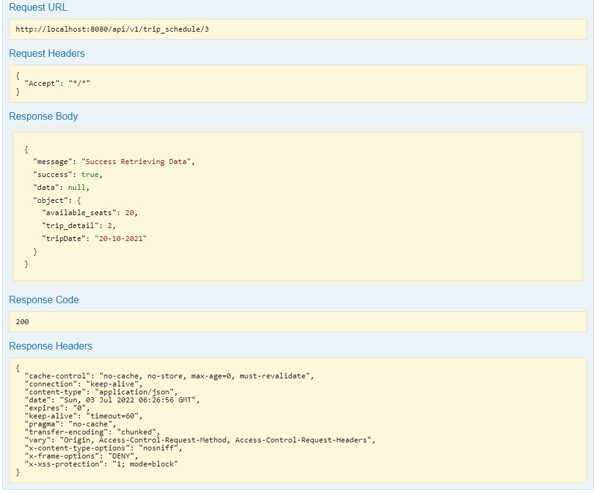 Request URL
http://localhost:8080/api/v1/trip_schedule/3
Request Headers
{
  "Accept": "*/*"
}
Response Body
{
  "message": "Success Retrieving Data",
  "success": true,
  "data": null,
  "object": {
    "available_seats": 20,
    "trip_detail": 2,
    "tripDate": "20-10-2021"
  }
}
Response Code
200
Response Headers
{
  "cache-control": "no-cache, no-store, max-age=0, must-revalidate",
  "connection": "keep-alive",
  "content-type": "application/json",
  "date": "Sun, 03 Jul 2022 06:26:56 GMT",
  "expires": "0",
  "keep-alive": "timeout=60",
  "pragma": "no-cache",
  "transfer-encoding": "chunked",
  "vary": "Origin, Access-Control-Request-Method, Access-Control-Request-Headers",
  "x-content-type-options": "nosniff",
  "x-frame-options": "DENY",
  "x-xss-protection": "1; mode=block"
}